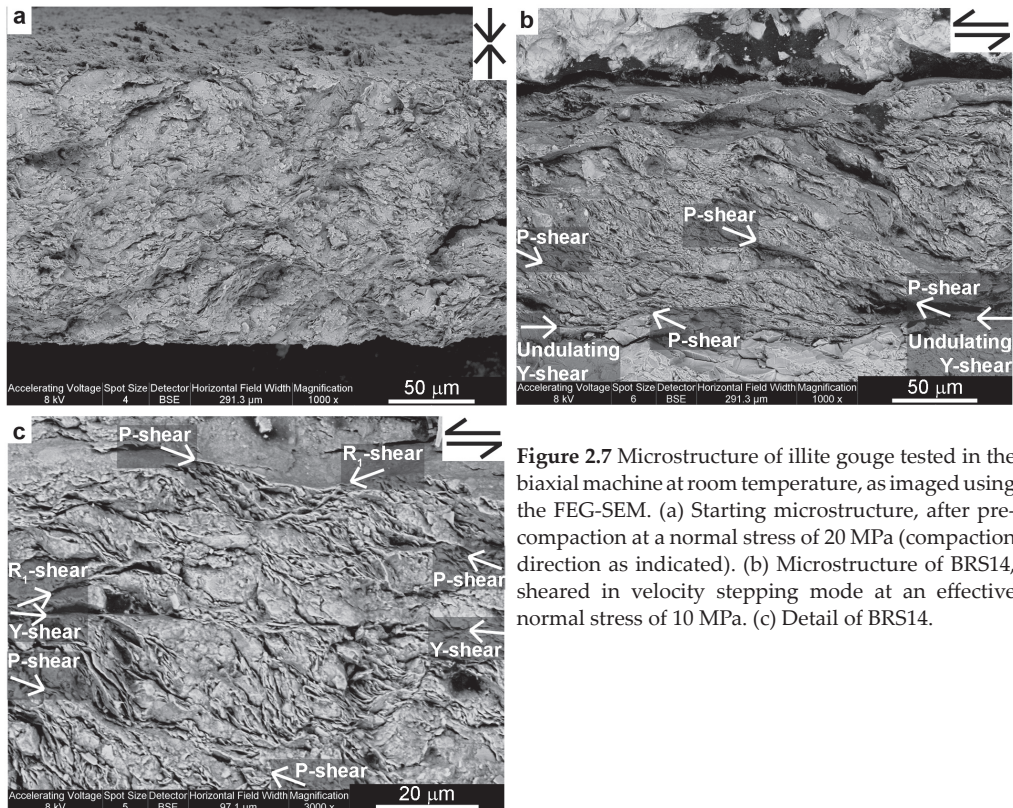 a
Accelerating Voltage Spot Size Detector Horizontal Field Width Magnification
8 kV 4 BSE 291.3 µm 1000 x
50 µm
b
P-shear
P-shear
P-shear
P-shear
Undulating
Y-shear
Undulating
Y-shear
Accelerating Voltage Spot Size Detector Horizontal Field Width Magnification
8 kV 6 BSE 291.3 µm 1000 x
50 µm
c
P-shear
R₁-shear
P-shear
R₁-shear
Y-shear
Y-shear
P-shear
P-shear
Accelerating Voltage Spot Size Detector Horizontal Field Width Magnification
8 kV 5 BSE 97.1 µm 3000 x
20 µm
Figure 2.7 Microstructure of illite gouge tested in the
biaxial machine at room temperature, as imaged using
the FEG-SEM. (a) Starting microstructure, after pre-
compaction at a normal stress of 20 MPa (compaction
direction as indicated). (b) Microstructure of BRS14,
sheared in velocity stepping mode at an effective
normal stress of 10 MPa. (c) Detail of BRS14.